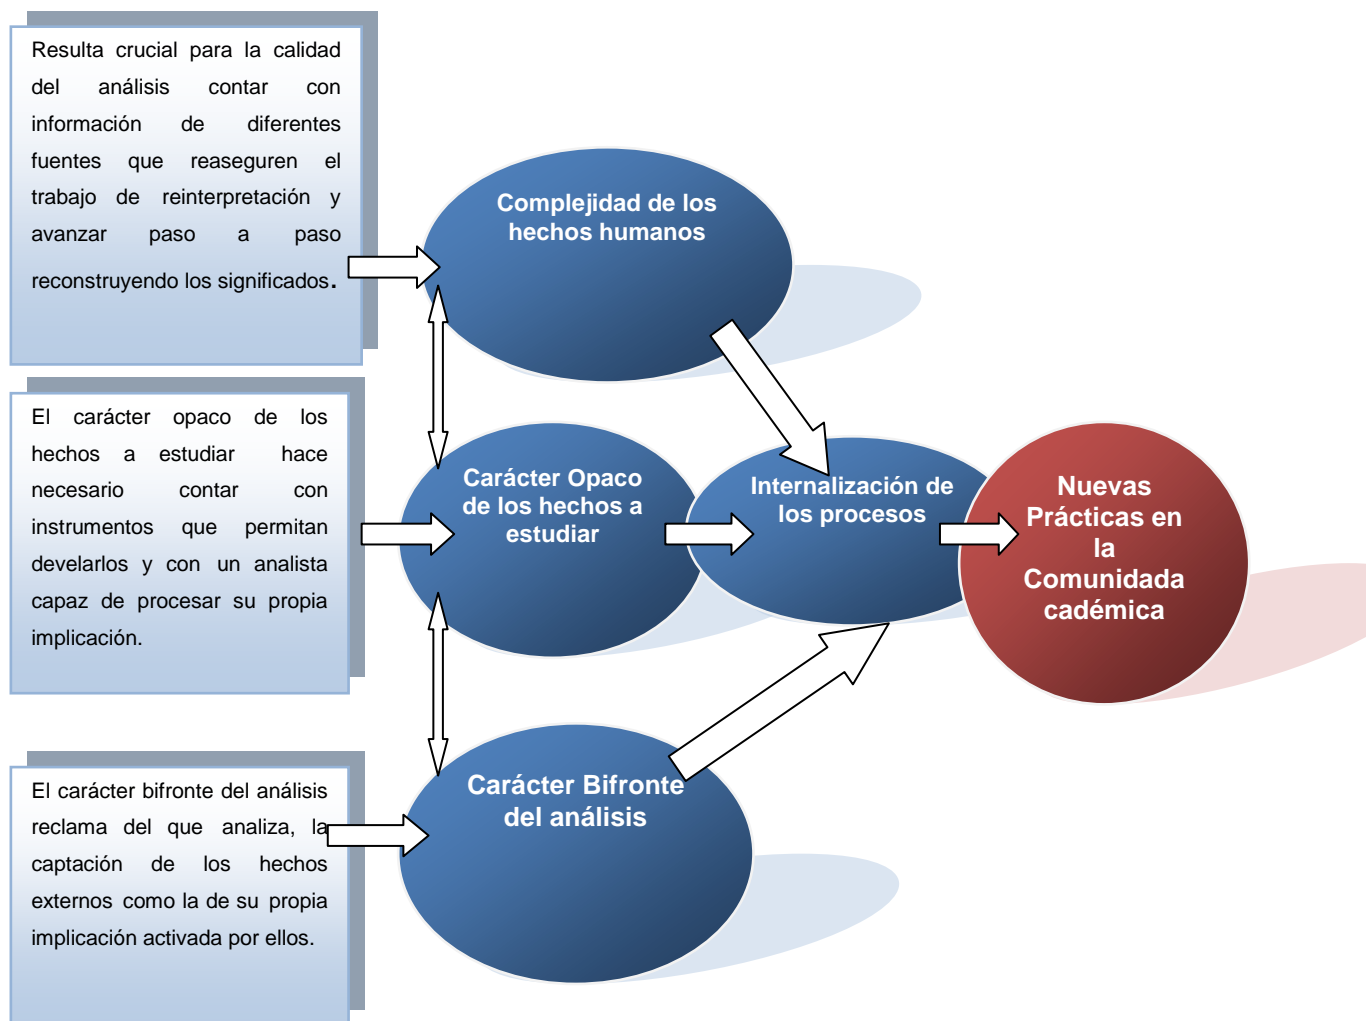 Resulta crucial para la calidad
del análisis contar con
información de diferentes
fuentes que reaseguren el
trabajo de reinterpretación y
avanzar paso a paso
reconstruyendo los significados.
Complejidad de los
hechos humanos
El carácter opaco de los
hechos a estudiar hace
necesario contar con
instrumentos que permitan
develarlos y con un analista
capaz de procesar su propia
implicación.
Carácter Opaco
de los hechos a
estudiar
Internalización de
los procesos
Nuevas
Prácticas en
la
Comunidada
cadémica
El carácter bifronte del análisis
reclama del que analiza, la
captación de los hechos
externos como la de su propia
implicación activada por ellos.
Carácter Bifronte
del análisis